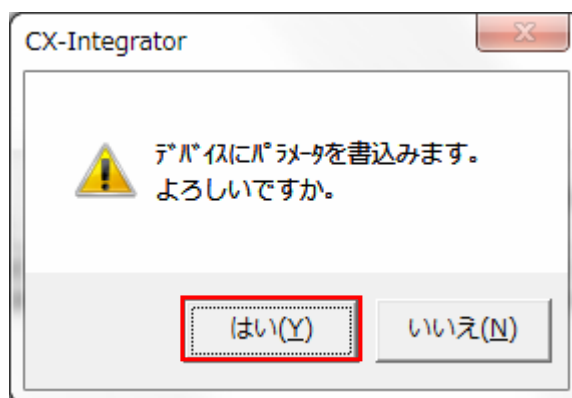 CX-Integrator
ﾃﾞﾊﾞｲｽにﾊﾟﾗﾒｰﾀを書込みます。
よろしいですか。
はい(Y)
いいえ(N)